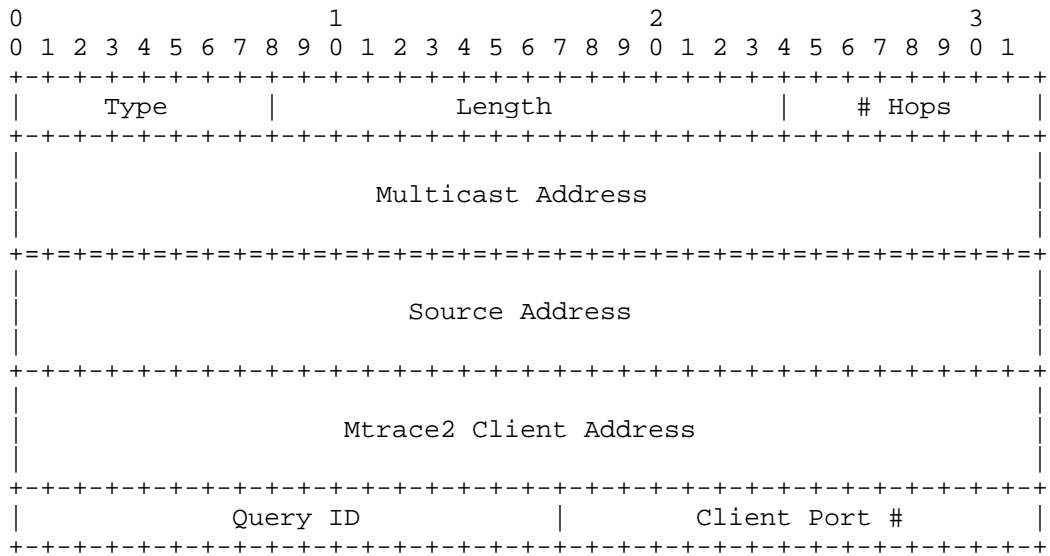 0                   1                   2                   3
0 1 2 3 4 5 6 7 8 9 0 1 2 3 4 5 6 7 8 9 0 1 2 3 4 5 6 7 8 9 0 1
+-+-+-+-+-+-+-+-+-+-+-+-+-+-+-+-+-+-+-+-+-+-+-+-+-+-+-+-+-+-+-+-+
|     Type      |           Length              |    # Hops     |
+-+-+-+-+-+-+-+-+-+-+-+-+-+-+-+-+-+-+-+-+-+-+-+-+-+-+-+-+-+-+-+-+
|                                                               |
|                      Multicast Address                        |
|                                                               |
+=+=+=+=+=+=+=+=+=+=+=+=+=+=+=+=+=+=+=+=+=+=+=+=+=+=+=+=+=+=+=+=+
|                                                               |
|                        Source Address                         |
|                                                               |
+-+-+-+-+-+-+-+-+-+-+-+-+-+-+-+-+-+-+-+-+-+-+-+-+-+-+-+-+-+-+-+-+
|                                                               |
|                    Mtrace2 Client Address                     |
|                                                               |
+-+-+-+-+-+-+-+-+-+-+-+-+-+-+-+-+-+-+-+-+-+-+-+-+-+-+-+-+-+-+-+-+
|             Query ID            |        Client Port #        |
+-+-+-+-+-+-+-+-+-+-+-+-+-+-+-+-+-+-+-+-+-+-+-+-+-+-+-+-+-+-+-+-+